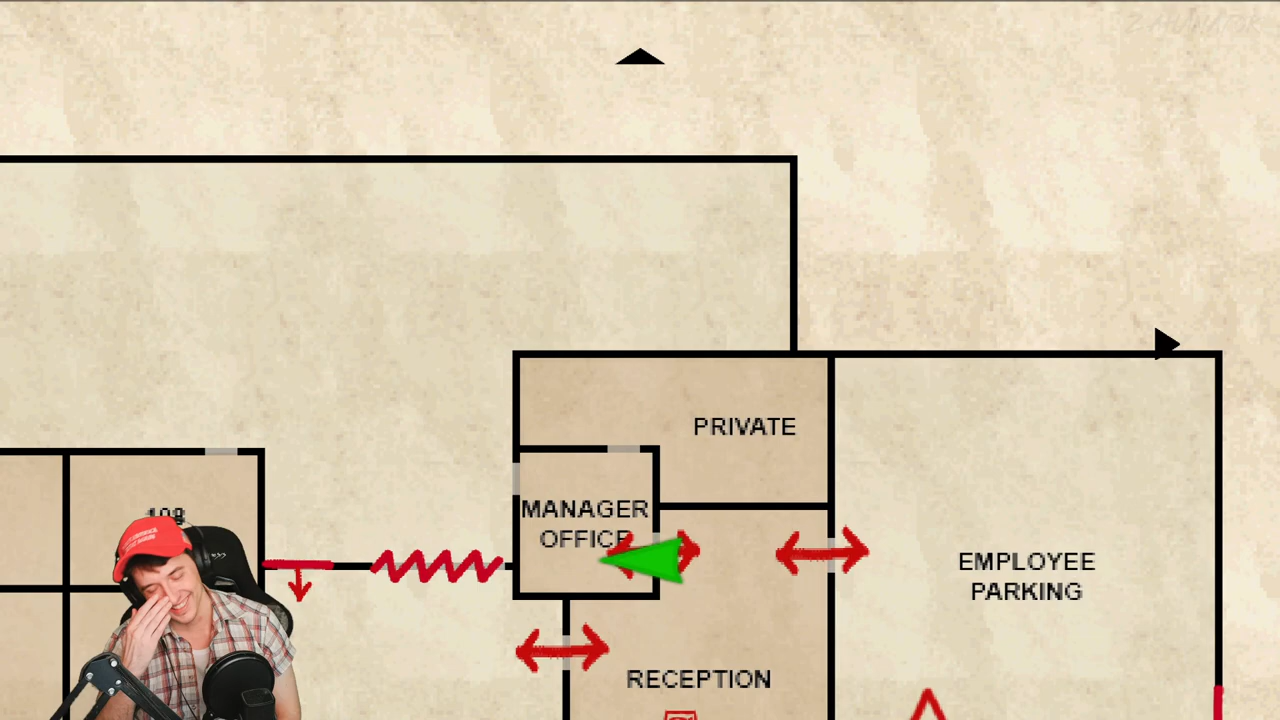 PRIVATE
MANAGER
OFFICE
EMPLOYEE
PARKING
RECEPTION